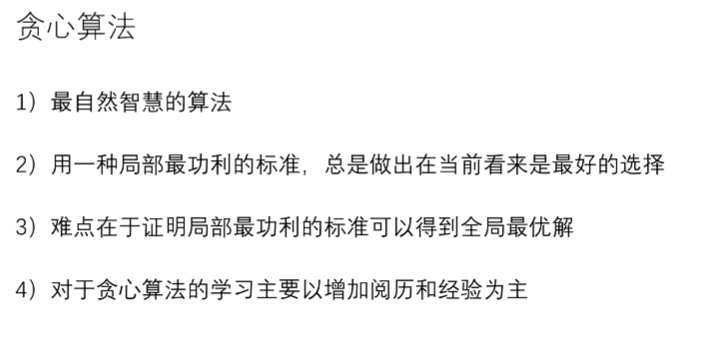 贪心算法
1）最自然智慧的算法
2）用一种局部最功利的标准，总是做出在当前看来是最好的选择
3）难点在于证明局部最功利的标准可以得到全局最优解
4）对于贪心算法的学习主要以增加阅历和经验为主